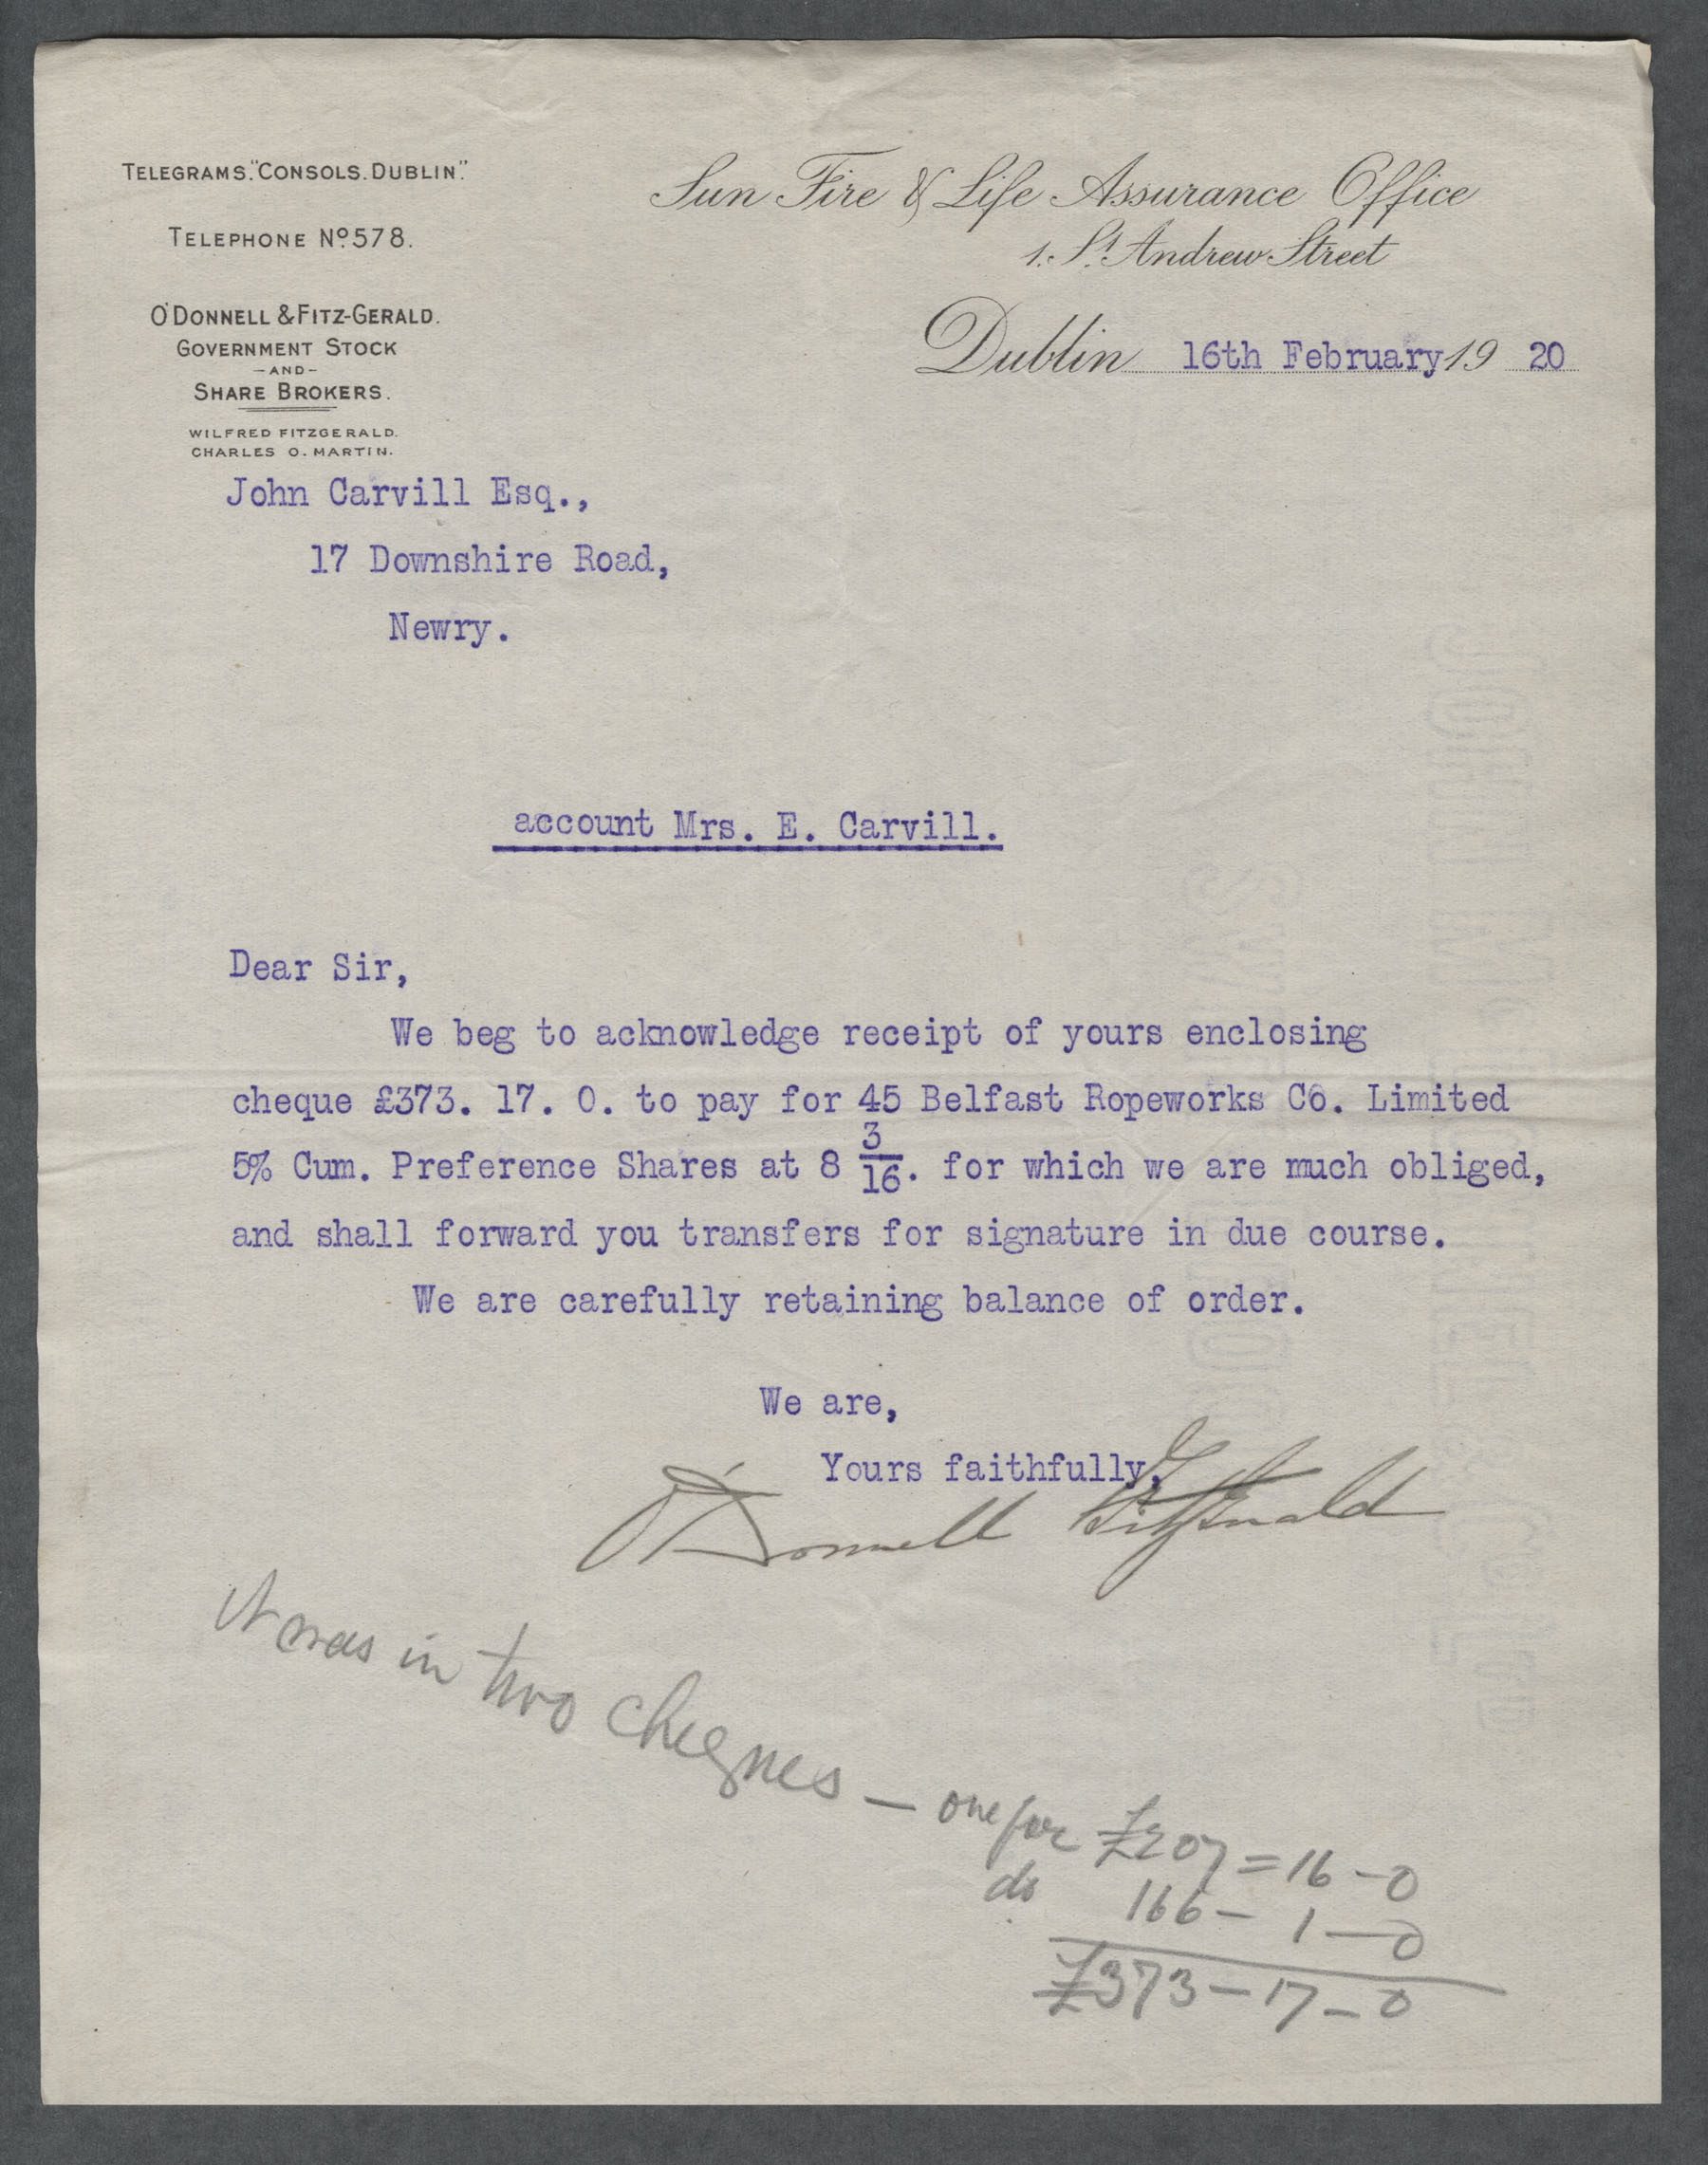 TELEGRAMS. "CONSOLS. DUBLIN."
TELEPHONE Nº 578.
O'DONNELL & FITZ-GERALD.
GOVERNMENT STOCK
-AND-
SHARE BROKERS.
WILFRED FITZGERALD.
CHARLES O. MARTIN.
Sun Fire & Life Assurance Office
1. St. Andrew Street
Dublin 16th February 19 20
John Carvill Esq.,
17 Downshire Road,
Newry.
account Mrs. E. Carvill.
Dear Sir,
We beg to acknowledge receipt of yours enclosing
cheque £373. 17. 0. to pay for 45 Belfast Ropeworks Co. Limited
5% Cum. Preference Shares at 8 3/16. for which we are much obliged,
and shall forward you transfers for signature in due course.
We are carefully retaining balance of order.
We are,
Yours faithfully,
O'Donnell Fitzgerald
It was in two cheques — one for £207 = 16 - 0
do 166 - 1 - 0
£373 - 17 - 0